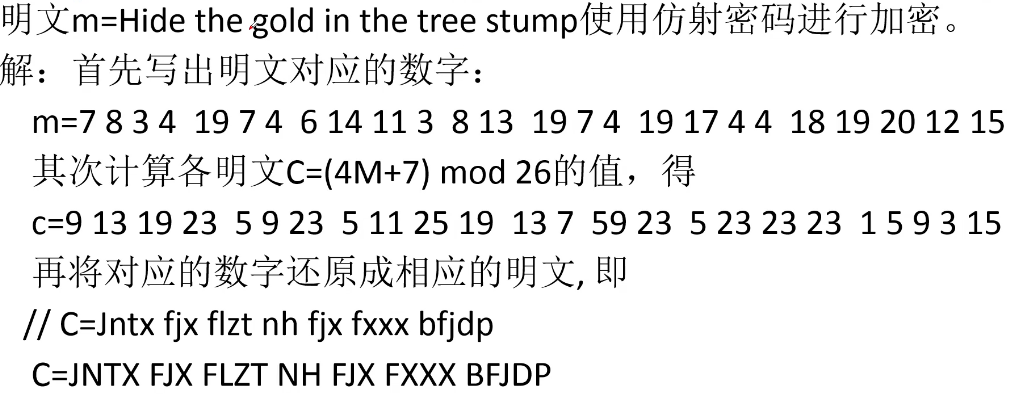 明文m=Hide the gold in the tree stump使用仿射密码进行加密。
解：首先写出明文对应的数字：
m=7 8 3 4 19 7 4 6 14 11 3 8 13 19 7 4 19 17 4 4 18 19 20 12 15
其次计算各明文C=(4M+7) mod 26的值，得
c=9 13 19 23 5 9 23 5 11 25 19 13 7 59 23 5 23 23 23 1 5 9 3 15
再将对应的数字还原成相应的明文, 即
// C=Jntx fjx flzt nh fjx fxxx bfjdp
C=JNTX FJX FLZT NH FJX FXXX BFJDP